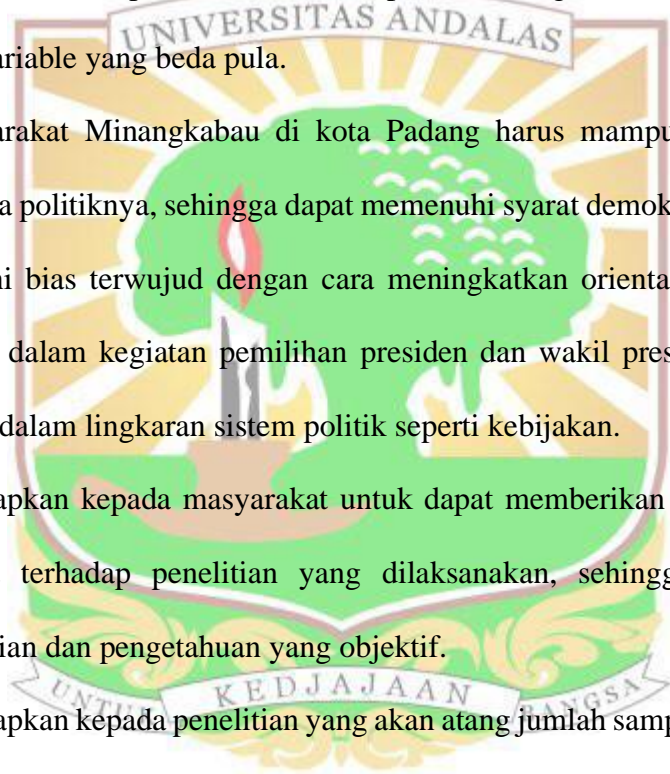 UNIVERSITAS ANDALAS
ariable yang beda pula.
arakat Minangkabau di kota Padang harus mampu
a politiknya, sehingga dapat memenuhi syarat demok
ni bias terwujud dengan cara meningkatkan orienta
dalam kegiatan pemilihan presiden dan wakil pres
dalam lingkaran sistem politik seperti kebijakan.
apkan kepada masyarakat untuk dapat memberikan
terhadap penelitian yang dilaksanakan, sehingg
ian dan pengetahuan yang objektif.
UNTUK KEDJAJAAN BANGSA
apkan kepada penelitian yang akan atang jumlah samp